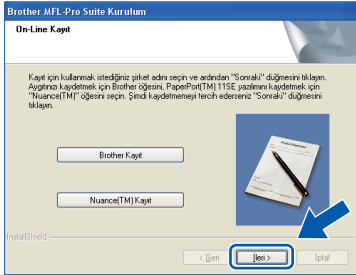 Brother MFL-Pro Suite Kurulum
On-Line Kayıt
Kayıt için kullanmak istediğiniz şirket adını seçin ve ardından "Sonraki" düğmesini tıklayın.
Aygıtınızı kaydetmek için Brother öğesini, PaperPort(TM) 11SE yazılımını kaydetmek için
"Nuance(TM)" öğesini seçin. Şimdi kaydetmemeyi tercih ederseniz "Sonraki" düğmesini
tıklayın.
Brother Kayıt
Nuance(TM) Kayıt
InstallShield
< Geri
İleri >
İptal